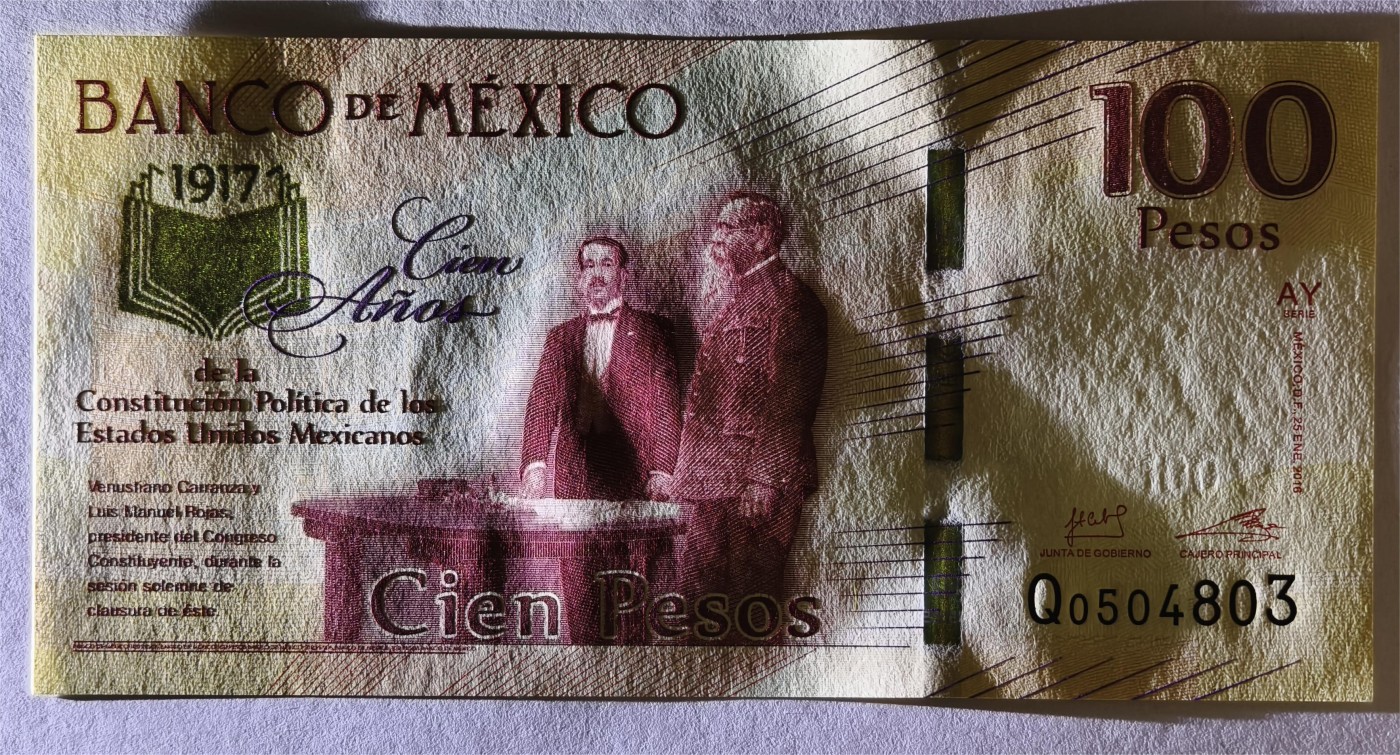 BANCO DE MÉXICO
100
Pesos
1917
Cien
Años
de la
Constitución Política de los
Estados Unidos Mexicanos
AY
SERIE
MÉXICO D.F. 25 ENE. 2016
Venustiano Carranza y
Luis Manuel Rojas,
presidente del Congreso
Constituyente, durante la
sesión solemne de
clausura de éste.
100
JUNTA DE GOBIERNO
CAJERO PRINCIPAL
Cien Pesos
Q0504803